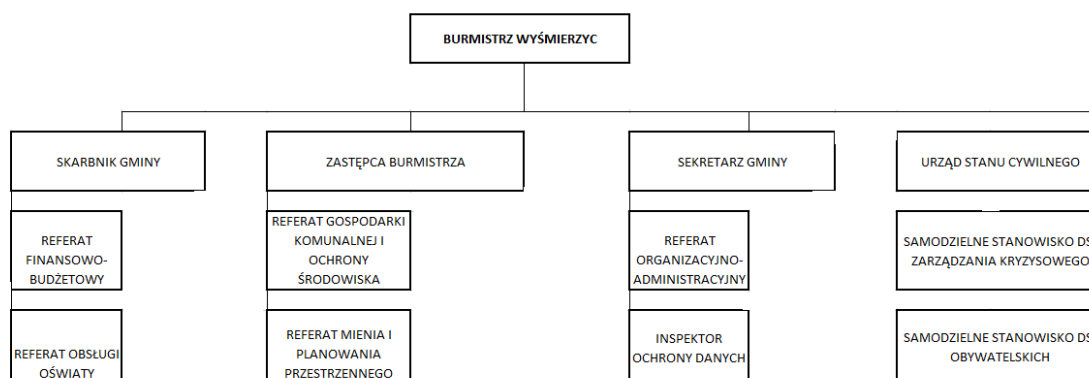 BURMISTRZ WYŚMIERZYC
SKARBNIK GMINY
ZASTĘPCA BURMISTRZA
SEKRETARZ GMINY
URZĄD STANU CYWILNEGO
REFERAT
FINANSOWO-
BUDŻETOWY
REFERAT GOSPODARKI
KOMUNALNEJ I
OCHRONY
ŚRODOWISKA
REFERAT
ORGANIZACYJNO-
ADMINISTRACYJNY
SAMODZIELNE STANOWISKO DS
ZARZĄDZANIA KRYZYSOWEGO
REFERAT OBSŁUGI
OŚWIATY
REFERAT MIENIA I
PLANOWANIA
PRZESTRZENNEGO
INSPEKTOR
OCHRONY DANYCH
SAMODZIELNE STANOWISKO DS
OBYWATELSKICH